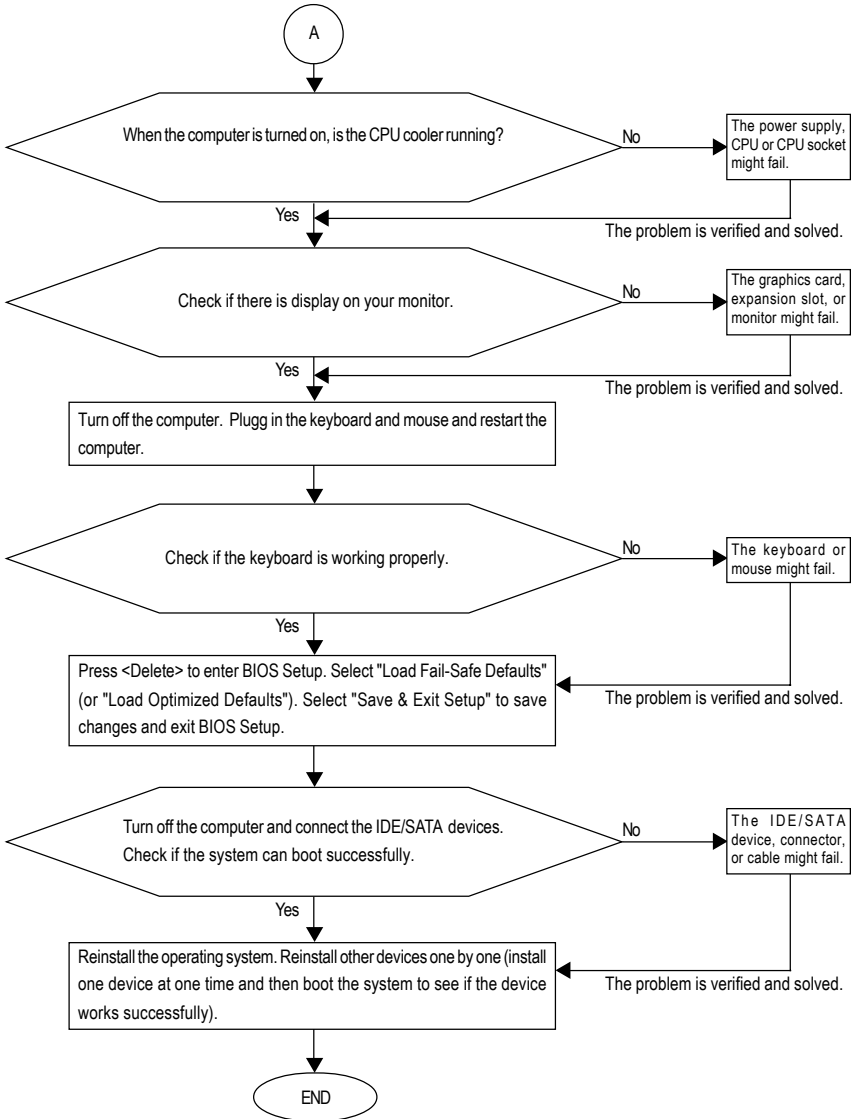 A
When the computer is turned on, is the CPU cooler running?
No
The power supply,
CPU or CPU socket
might fail.
Yes
The problem is verified and solved.
Check if there is display on your monitor.
No
The graphics card,
expansion slot, or
monitor might fail.
Yes
The problem is verified and solved.
Turn off the computer. Plugg in the keyboard and mouse and restart the
computer.
Check if the keyboard is working properly.
No
The keyboard or
mouse might fail.
Yes
Press <Delete> to enter BIOS Setup. Select "Load Fail-Safe Defaults"
(or "Load Optimized Defaults"). Select "Save & Exit Setup" to save
changes and exit BIOS Setup.
The problem is verified and solved.
Turn off the computer and connect the IDE/SATA devices.
Check if the system can boot successfully.
No
The IDE/SATA
device, connector,
or cable might fail.
Yes
Reinstall the operating system. Reinstall other devices one by one (install
one device at one time and then boot the system to see if the device
works successfully).
The problem is verified and solved.
END